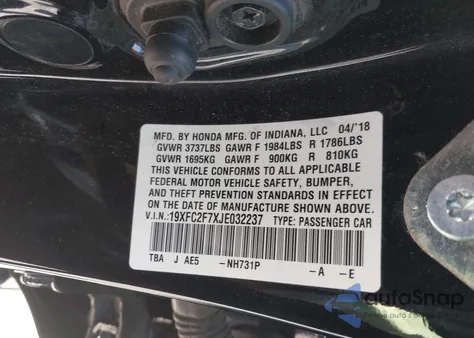 MFD. BY HONDA MFG. OF INDIANA, LLC 04/'18
GVWR 3737LBS GAWR F 1984LBS R 1786LBS
GVWR 1695KG GAWR F 900KG R 810KG
THIS VEHICLE CONFORMS TO ALL APPLICABLE
FEDERAL MOTOR VEHICLE SAFETY, BUMPER,
AND THEFT PREVENTION STANDARDS IN EFFECT
ON THE DATE OF MANUFACTURE SHOWN ABOVE.
V.I.N.:19XFC2F7XJE032237 TYPE: PASSENGER CAR
TBA J AE5 -NH731P -A -E
autoSnap